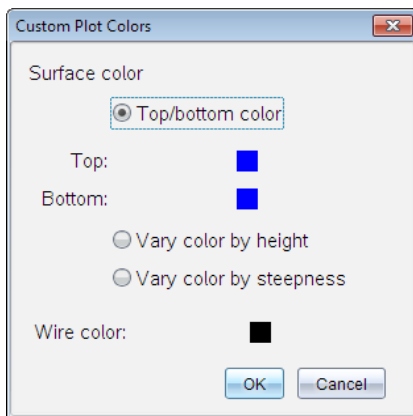 Custom Plot Colors
Surface color
Top/bottom color
Top:
Bottom:
Vary color by height
Vary color by steepness
Wire color:
OK Cancel